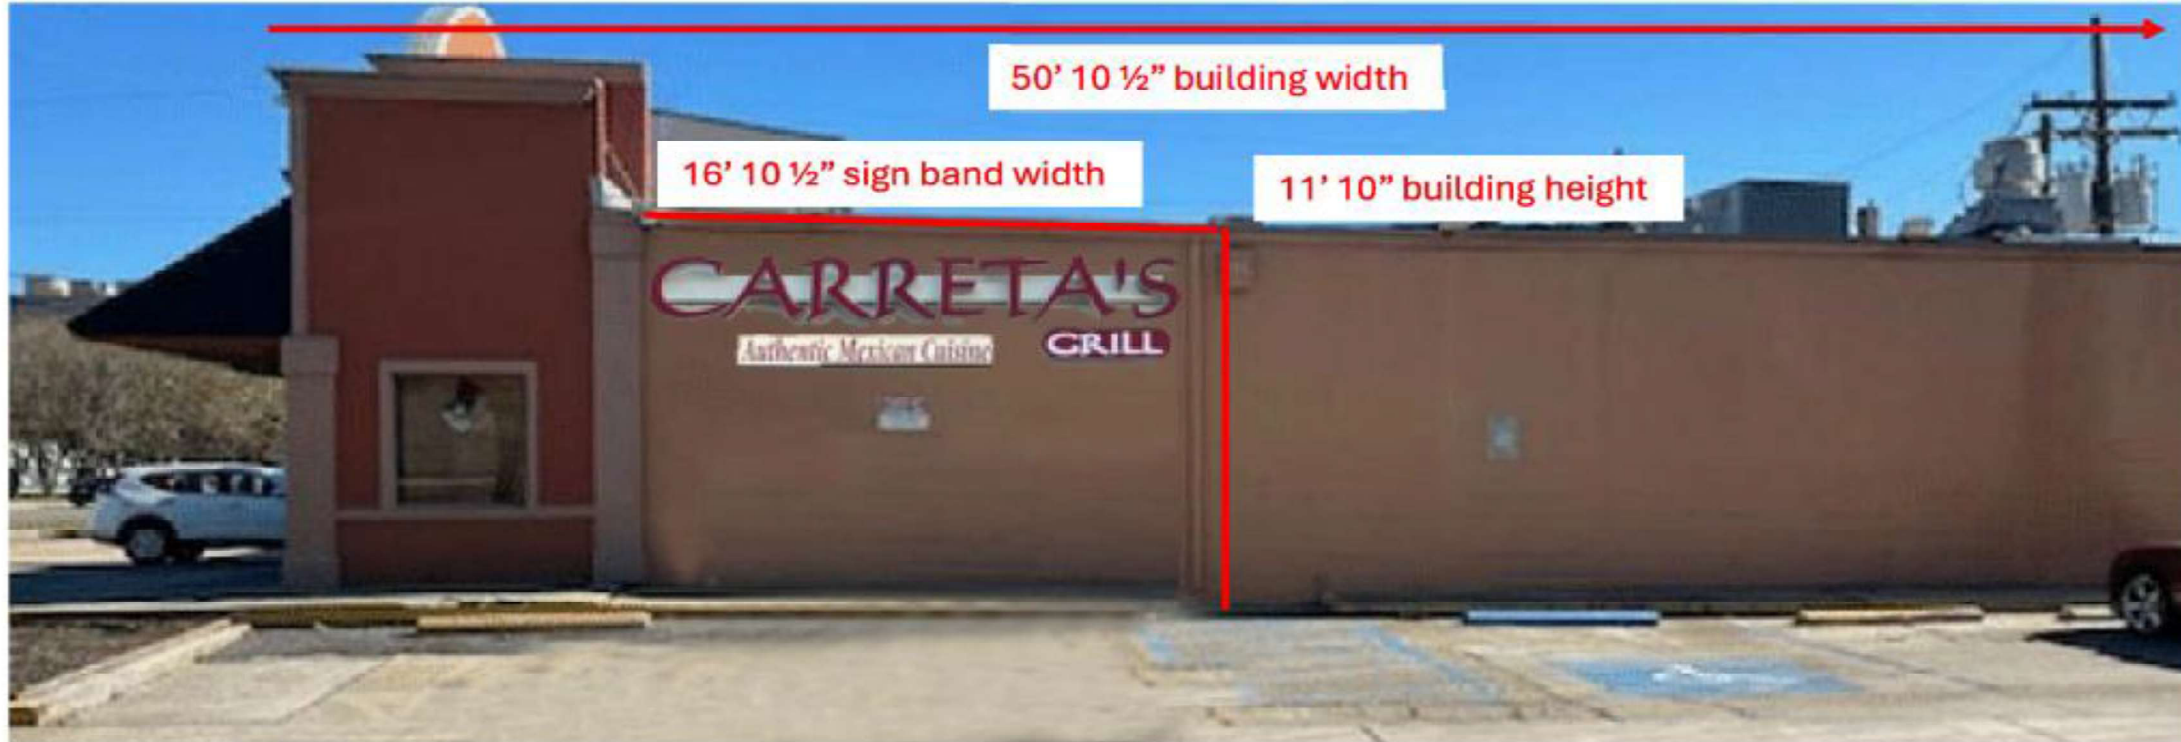 50’ 10 ½” building width
16’ 10 ½” sign band width
11’ 10” building height
CARRETA'S
Authentic Mexican Cuisine
GRILL